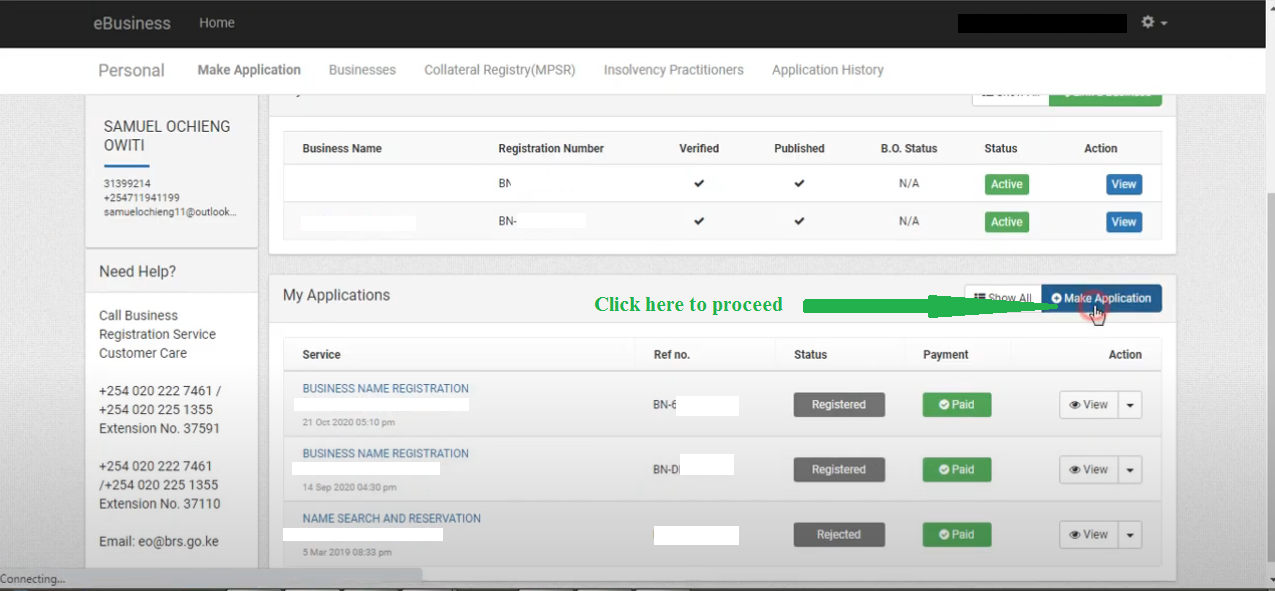 eBusiness Home
Personal Make Application Businesses Collateral Registry(MPSR) Insolvency Practitioners Application History
SAMUEL OCHIENG
OWITI
31399214
+254711941199
samuelochieng11@outlook...
Need Help?
Call Business
Registration Service
Customer Care
+254 020 222 7461 /
+254 020 225 1355
Extension No. 37591
+254 020 222 7461
/+254 020 225 1355
Extension No. 37110
Email: eo@brs.go.ke
Business Name Registration Number Verified Published B.O. Status Status Action
BN N/A Active View
BN- N/A Active View
My Applications Click here to proceed Show All Make Application
Service Ref no. Status Payment Action
BUSINESS NAME REGISTRATION
BN-6 Registered Paid View
21 Oct 2020 05:10 pm
BUSINESS NAME REGISTRATION
BN-D Registered Paid View
14 Sep 2020 04:30 pm
NAME SEARCH AND RESERVATION
Rejected Paid View
5 Mar 2019 08:33 pm
Connecting...